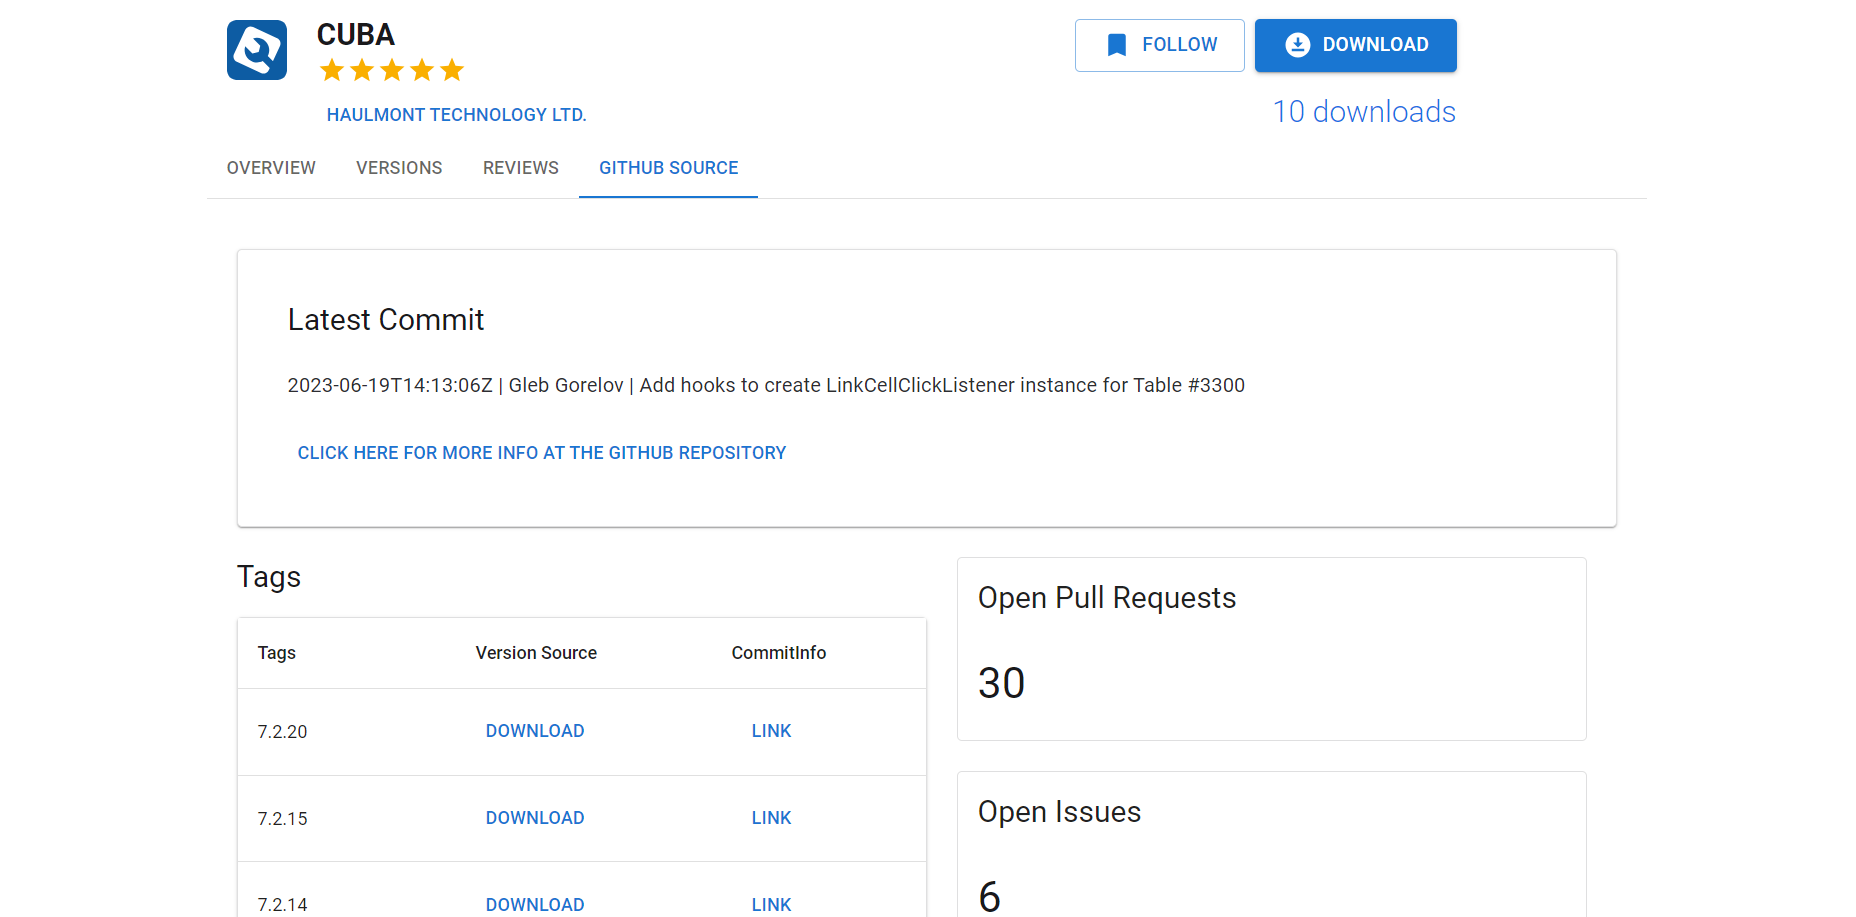 CUBA
FOLLOW
DOWNLOAD
HAULMONT TECHNOLOGY LTD.
10 downloads
OVERVIEW VERSIONS REVIEWS GITHUB SOURCE
Latest Commit
2023-06-19T14:13:06Z | Gleb Gorelov | Add hooks to create LinkCellClickListener instance for Table #3300
CLICK HERE FOR MORE INFO AT THE GITHUB REPOSITORY
Tags
Tags Version Source CommitInfo
7.2.20 DOWNLOAD LINK
7.2.15 DOWNLOAD LINK
7.2.14 DOWNLOAD LINK
Open Pull Requests
30
Open Issues
6